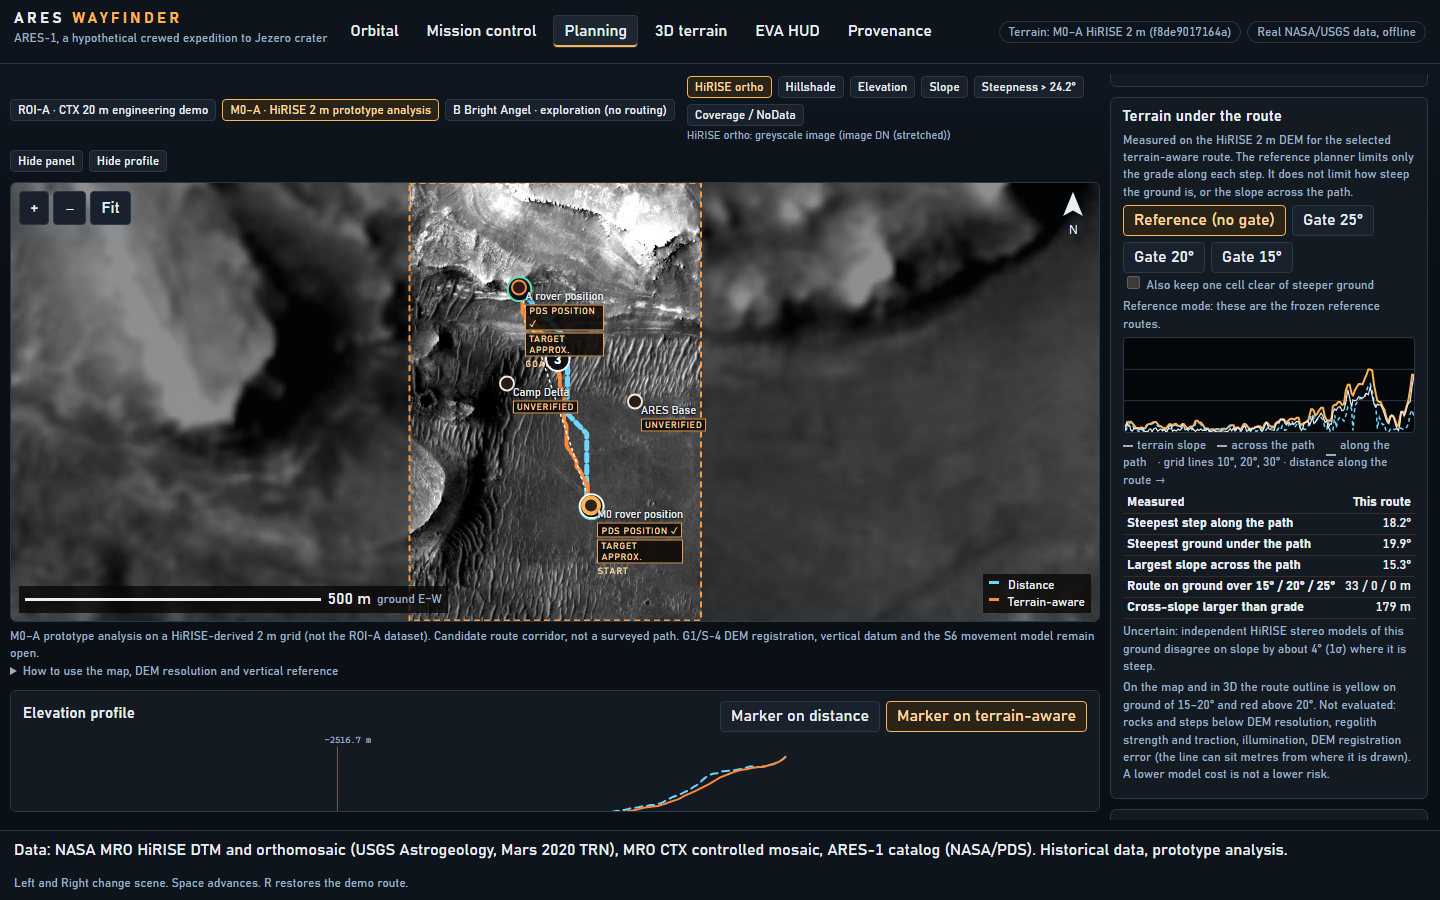 ARES WAYFINDER
ARES-1, a hypothetical crewed expedition to Jezero crater
Orbital
Mission control
Planning
3D terrain
EVA HUD
Provenance
Terrain: M0-A HiRISE 2 m (f8de9017164a)
Real NASA/USGS data, offline
ROI-A · CTX 20 m engineering demo
M0-A · HiRISE 2 m prototype analysis
B Bright Angel · exploration (no routing)
HiRISE ortho
Hillshade
Elevation
Slope
Steepness > 24.2°
Coverage / NoData
HiRISE ortho: greyscale image (image DN (stretched))
Hide panel
Hide profile
+
–
Fit
N
A rover position
PDS POSITION
✓
TARGET
APPROX.
GOAL
3
Camp Delta
UNVERIFIED
ARES Base
UNVERIFIED
M0 rover position
PDS POSITION ✓
TARGET
APPROX.
START
500 m ground E-W
Distance
Terrain-aware
M0-A prototype analysis on a HiRISE-derived 2 m grid (not the ROI-A dataset). Candidate route corridor, not a surveyed path. G1/S-4 DEM registration, vertical datum and the S6 movement model remain
open.
How to use the map, DEM resolution and vertical reference
Elevation profile
Marker on distance
Marker on terrain-aware
−2516.7 m
Terrain under the route
Measured on the HiRISE 2 m DEM for the selected
terrain-aware route. The reference planner limits only
the grade along each step. It does not limit how steep
the ground is, or the slope across the path.
Reference (no gate)
Gate 25°
Gate 20°
Gate 15°
Also keep one cell clear of steeper ground
Reference mode: these are the frozen reference
routes.
— terrain slope — across the path — along the
path · grid lines 10°, 20°, 30° · distance along the
route →
Measured This route
Steepest step along the path 18.2°
Steepest ground under the path 19.9°
Largest slope across the path 15.3°
Route on ground over 15° / 20° / 25° 33 / 0 / 0 m
Cross-slope larger than grade 179 m
Uncertain: independent HiRISE stereo models of this
ground disagree on slope by about 4° (1σ) where it is
steep.
On the map and in 3D the route outline is yellow on
ground of 15–20° and red above 20°. Not evaluated:
rocks and steps below DEM resolution, regolith
strength and traction, illumination, DEM registration
error (the line can sit metres from where it is drawn).
A lower model cost is not a lower risk.
Data: NASA MRO HiRISE DTM and orthomosaic (USGS Astrogeology, Mars 2020 TRN), MRO CTX controlled mosaic, ARES-1 catalog (NASA/PDS). Historical data, prototype analysis.
Left and Right change scene. Space advances. R restores the demo route.